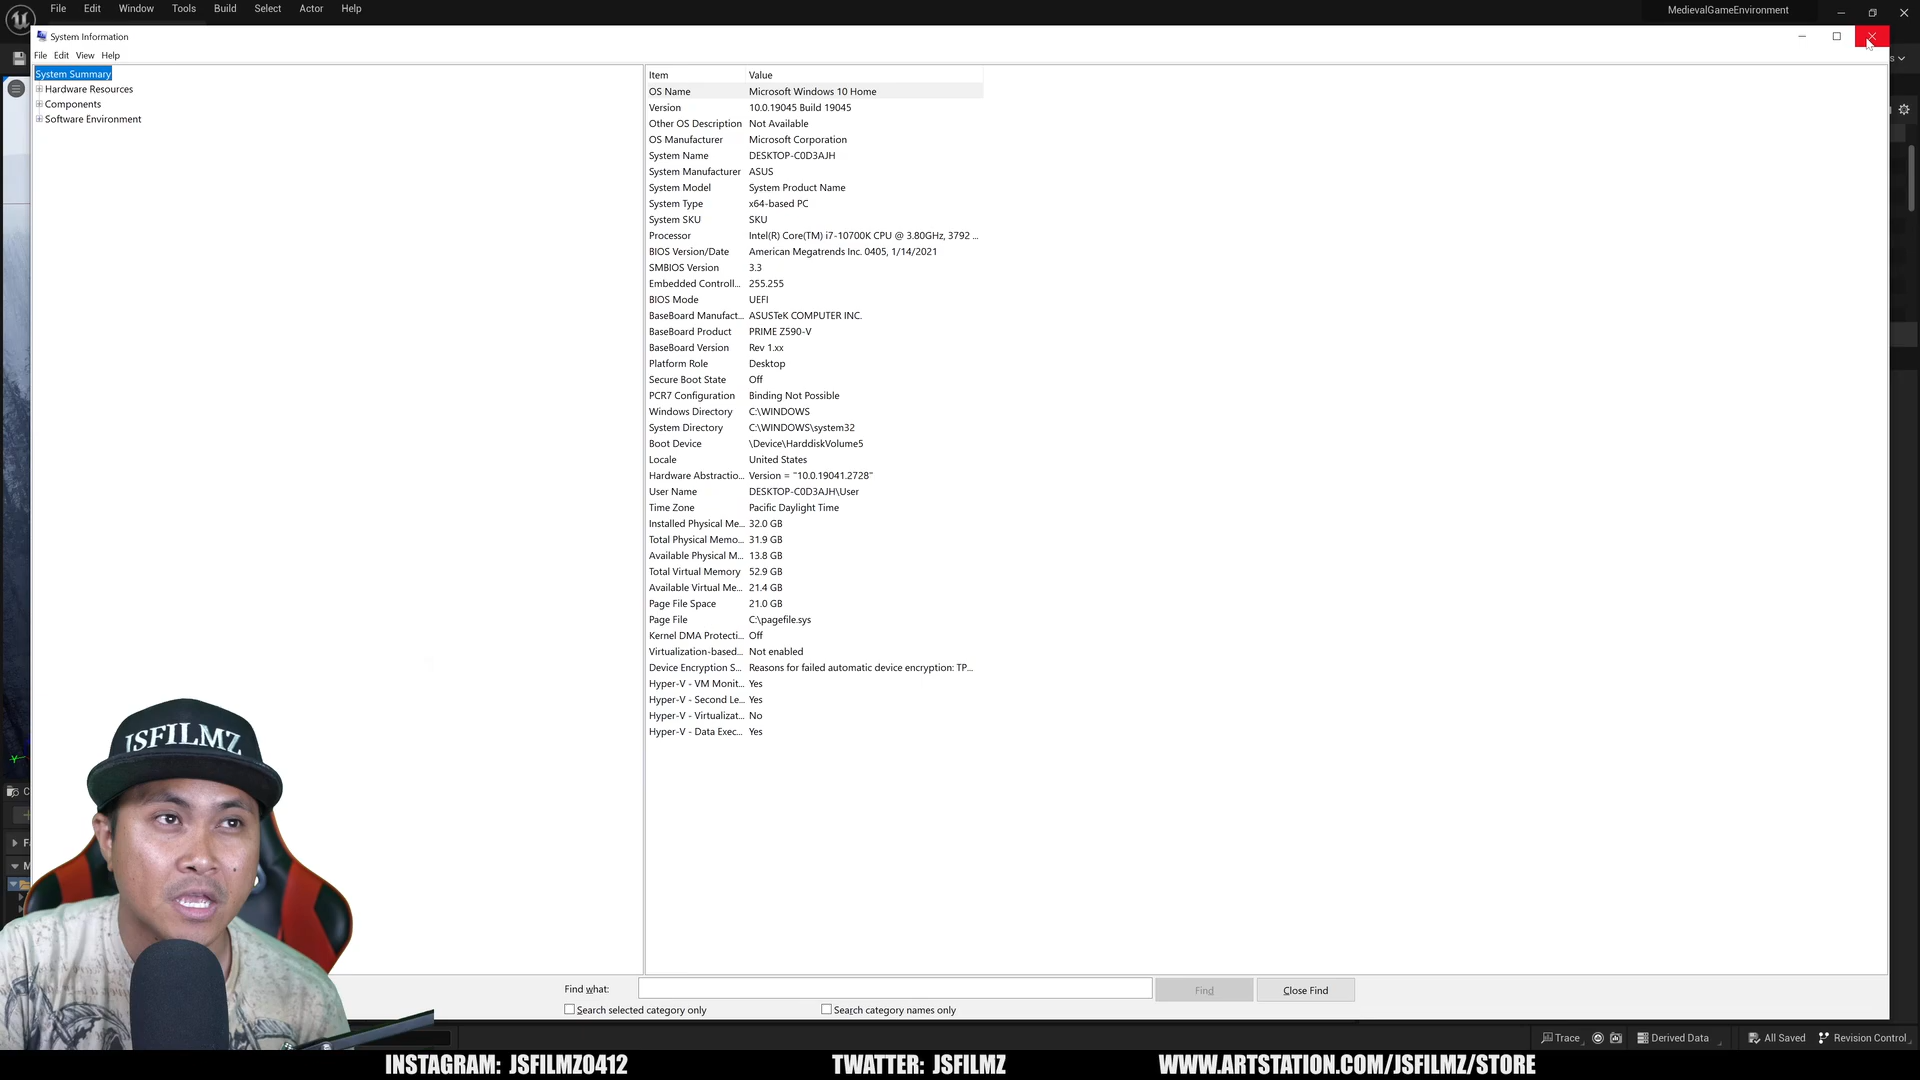 File Edit Window Tools Build Select Actor Help
MedievalGameEnvironment
System Information
File Edit View Help
System Summary
Hardware Resources
Components
Software Environment
Item Value
OS Name Microsoft Windows 10 Home
Version 10.0.19045 Build 19045
Other OS Description Not Available
OS Manufacturer Microsoft Corporation
System Name DESKTOP-C0D3AJH
System Manufacturer ASUS
System Model System Product Name
System Type x64-based PC
System SKU SKU
Processor Intel(R) Core(TM) i7-10700K CPU @ 3.80GHz, 3792 ...
BIOS Version/Date American Megatrends Inc. 0405, 1/14/2021
SMBIOS Version 3.3
Embedded Controll... 255.255
BIOS Mode UEFI
BaseBoard Manufact... ASUSTeK COMPUTER INC.
BaseBoard Product PRIME Z590-V
BaseBoard Version Rev 1.xx
Platform Role Desktop
Secure Boot State Off
PCR7 Configuration Binding Not Possible
Windows Directory C:\WINDOWS
System Directory C:\WINDOWS\system32
Boot Device \Device\HarddiskVolume5
Locale United States
Hardware Abstractio... Version = "10.0.19041.2728"
User Name DESKTOP-C0D3AJH\User
Time Zone Pacific Daylight Time
Installed Physical Me... 32.0 GB
Total Physical Memo... 31.9 GB
Available Physical M... 13.8 GB
Total Virtual Memory 52.9 GB
Available Virtual Me... 21.4 GB
Page File Space 21.0 GB
Page File C:\pagefile.sys
Kernel DMA Protecti... Off
Virtualization-based... Not enabled
Device Encryption S... Reasons for failed automatic device encryption: TP...
Hyper-V - VM Monit... Yes
Hyper-V - Second Le... Yes
Hyper-V - Virtualizat... No
Hyper-V - Data Exec... Yes
JSFILMZ
Find what: Find Close Find
Search selected category only Search category names only
Trace Derived Data All Saved Revision Control
INSTAGRAM: JSFILMZ0412 TWATTER: JSFILMZ WWW.ARTSTATION.COM/JSFILMZ/STORE